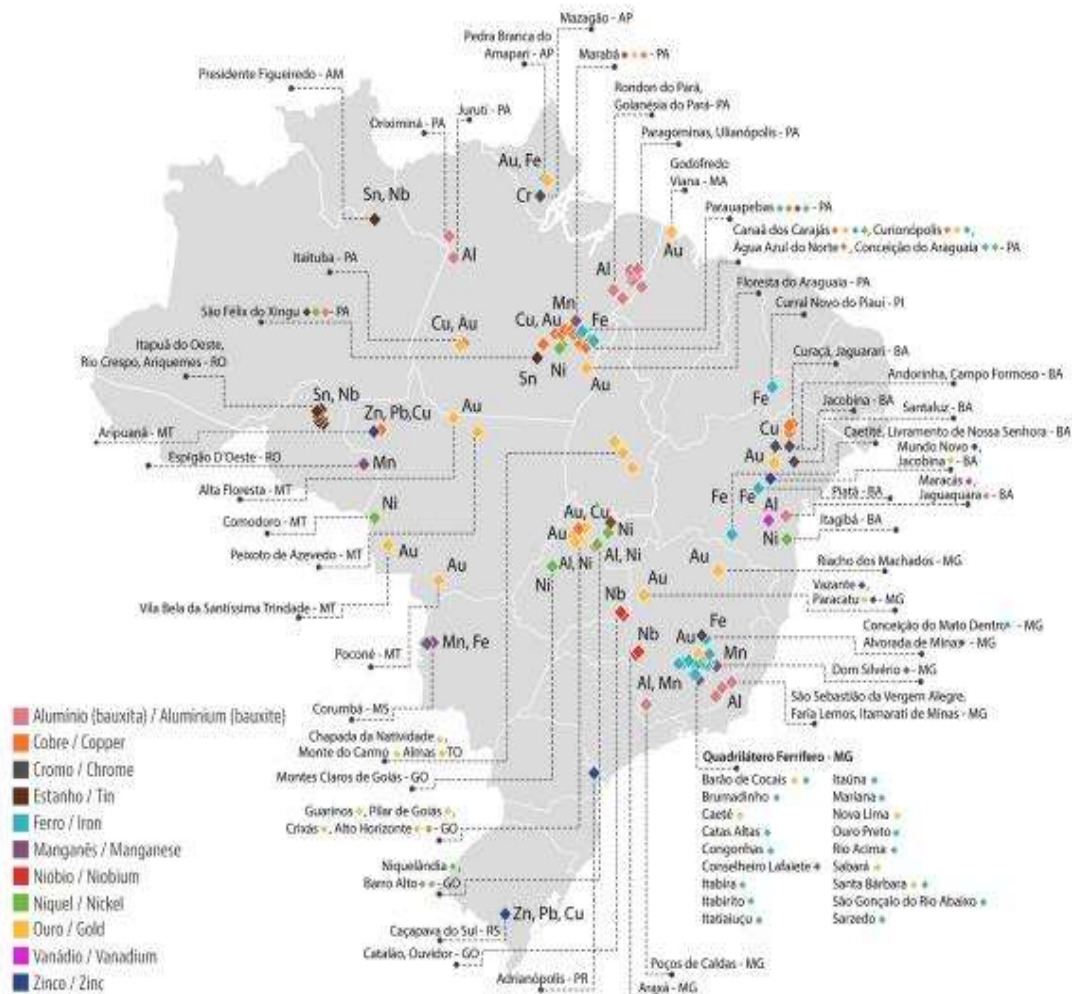 Mazagão - AP
Pedra Branca do
Amapari - AP
Marabá - PA
Presidente Figueiredo - AM
Rondon do Pará,
Goianésia do Pará- PA
Juruti - PA
Oriximiná - PA
Paragominas, Ulianópolis - PA
Au, Fe
Godofredo
Viana - MA
Cr
Sn, Nb
Parauapebas - PA
Canaã dos Carajás, Curionópolis,
Água Azul do Norte, Conceição do Araguaia - PA
Au
Al
Al
Itaituba - PA
Floresta do Araguaia - PA
Mn
Curral Novo do Piauí - PI
São Félix do Xingu - PA
Cu, Au
Cu, Au
Fe
Itapuã do Oeste,
Rio Crespo, Ariquemes - RO
Curaçá, Jaguarari - BA
Ni
Sn
Au
Andorinha, Campo Formoso - BA
Fe
Jacobina - BA
Sn, Nb
Santaluz - BA
Zn, Pb,Cu
Au
Cu
Aripuanã - MT
Caetité, Livramento de Nossa Senhora - BA
Mundo Novo,
Jacobina - BA
Au
Espigão D'Oeste - RO
Mn
Maracás,
Jaguaquara - BA
Alta Floresta - MT
Fe
Fe
Piatã - BA
Al
Comodoro - MT
Ni
Au, Cu
Ni
Itagibá - BA
Ni
Peixoto de Azevedo - MT
Au
Au
Al, Ni
Al, Ni
Riacho dos Machados - MG
Ni
Au
Au
Au
Vazante,
Paracatu - MG
Vila Bela da Santíssima Trindade - MT
Nb
Fe
Conceição do Mato Dentro - MG
Alvorada de Minas - MG
Nb
Au
Mn
Poconé - MT
Mn, Fe
Dom Silvério - MG
Al, Mn
Al
São Sebastião da Vergem Alegre,
Faria Lemos, Itamarati de Minas - MG
Corumbá - MS
Alumínio (bauxita) / Aluminium (bauxite)
Cobre / Copper
Cromo / Chrome
Estanho / Tin
Ferro / Iron
Manganês / Manganese
Nióbio / Niobium
Níquel / Nickel
Ouro / Gold
Vanádio / Vanadium
Zinco / Zinc
Chapada da Natividade,
Monte do Carmo Almas TO
Montes Claros de Goiás - GO
Guarinos, Pilar de Goiás,
Crixás, Alto Horizonte - GO
Niquelândia,
Barro Alto - GO
Zn, Pb, Cu
Caçapava do Sul - RS
Catalão, Ouvidor - GO
Adrianópolis - PR
Quadrilátero Ferrífero - MG
Barão de Cocais
Brumadinho
Caeté
Catas Altas
Congonhas
Conselheiro Lafaiete
Itabira
Itabirito
Itatiaiuçu
Itaúna
Mariana
Nova Lima
Ouro Preto
Rio Acima
Sabará
Santa Bárbara
São Gonçalo do Rio Abaixo
Sarzedo
Poços de Caldas - MG
Araxá - MG